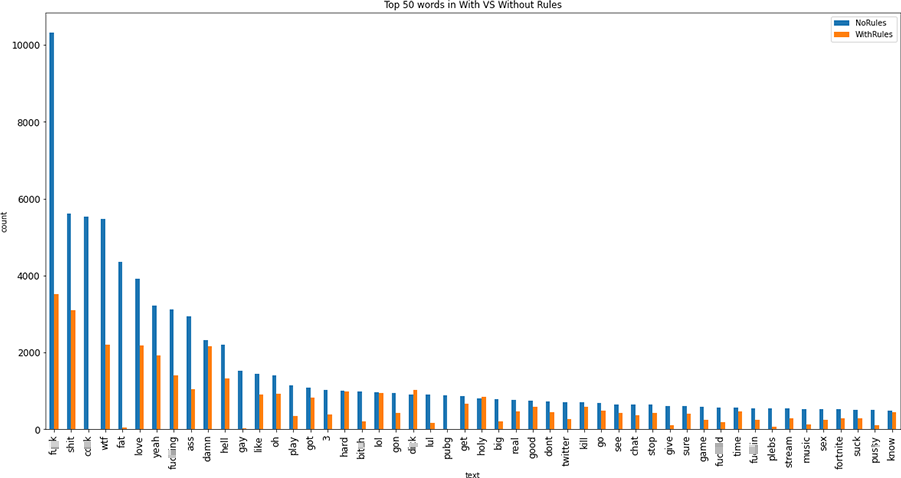 Top 50 words in With VS Without Rules
NoRules
WithRules
10000
8000
6000
4000
2000
0
count
shit
wtf
fat
love
yeah
ass
damn
hell
gay
like
oh
play
got
3
hard
lol
gon
lul
pubg
get
holy
big
real
good
dont
twitter
kill
go
see
chat
stop
give
sure
game
time
plebs
stream
music
sex
fortnite
suck
know
text